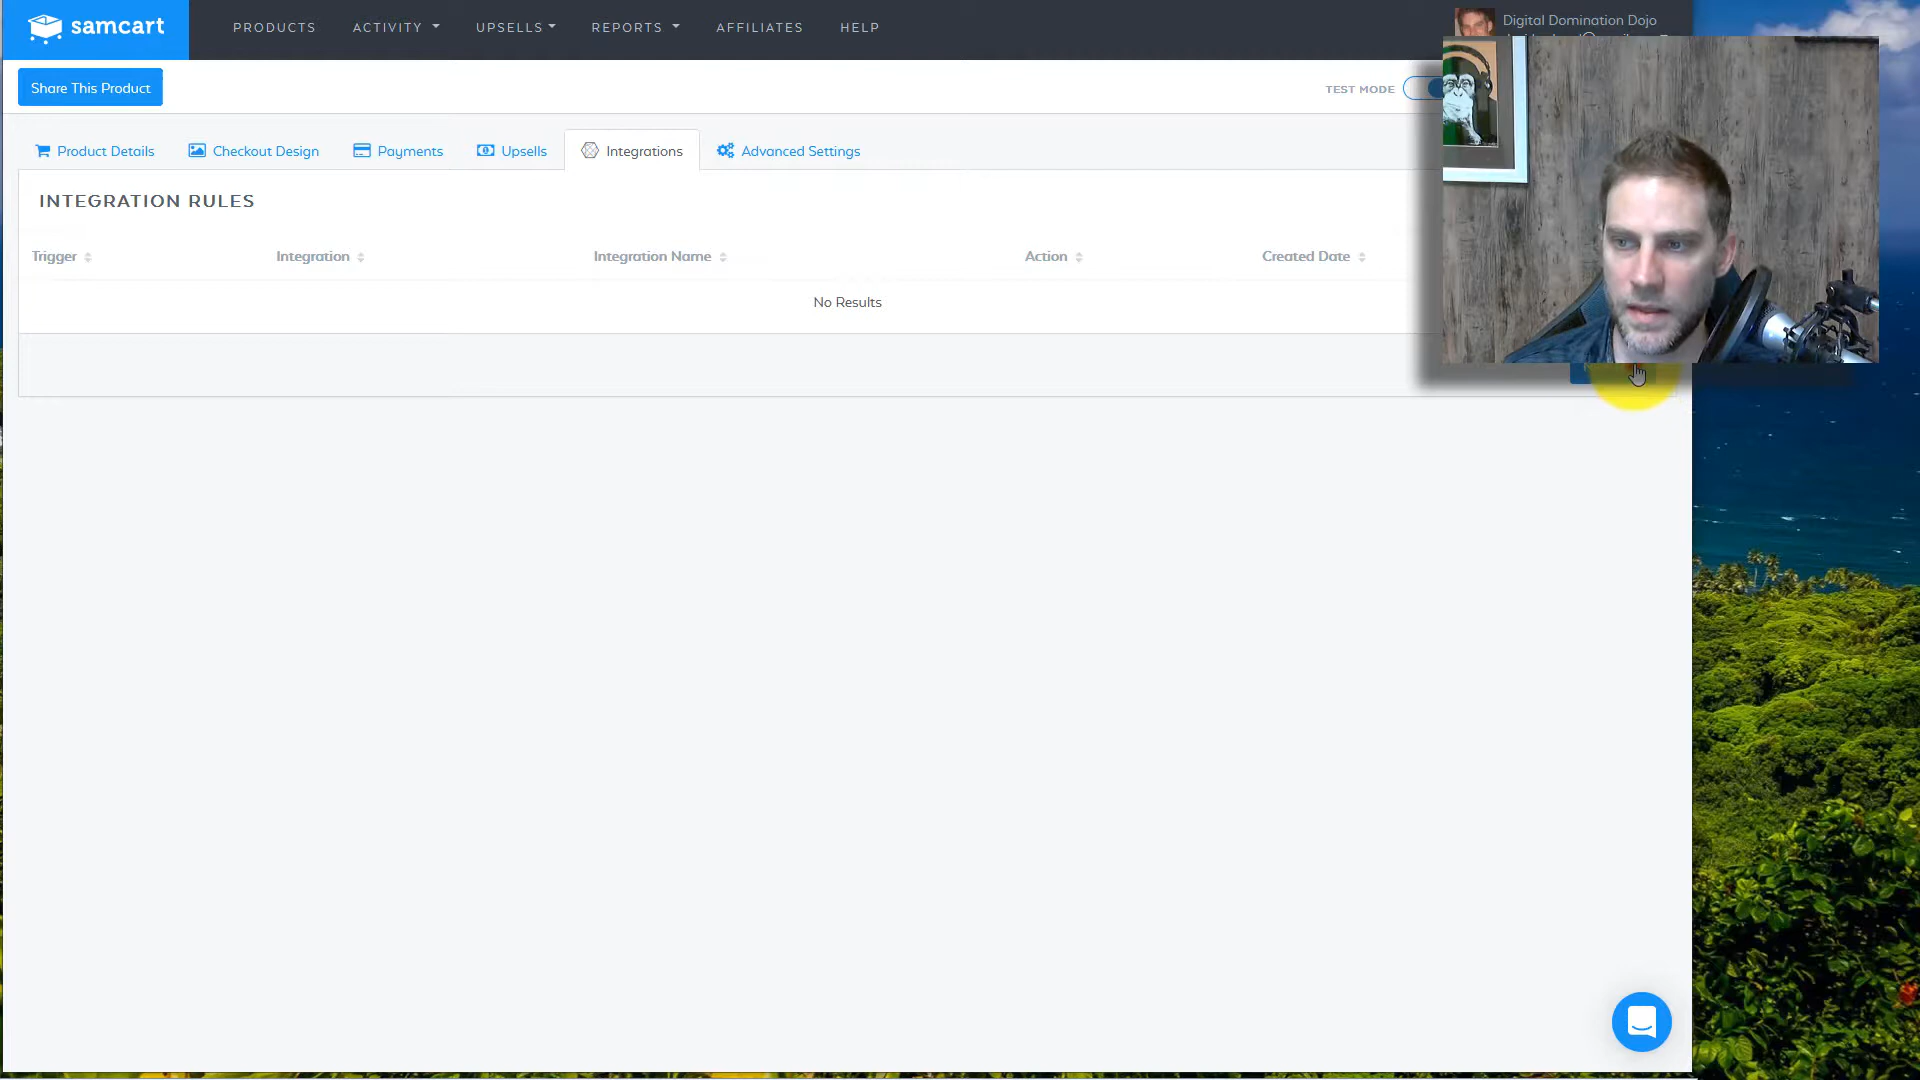 samcart
PRODUCTS
ACTIVITY
UPSELLS
REPORTS
AFFILIATES
HELP
Digital Domination Dojo
Share This Product
TEST MODE
Product Details
Checkout Design
Payments
Upsells
Integrations
Advanced Settings
INTEGRATION RULES
Trigger
Integration
Integration Name
Action
Created Date
No Results